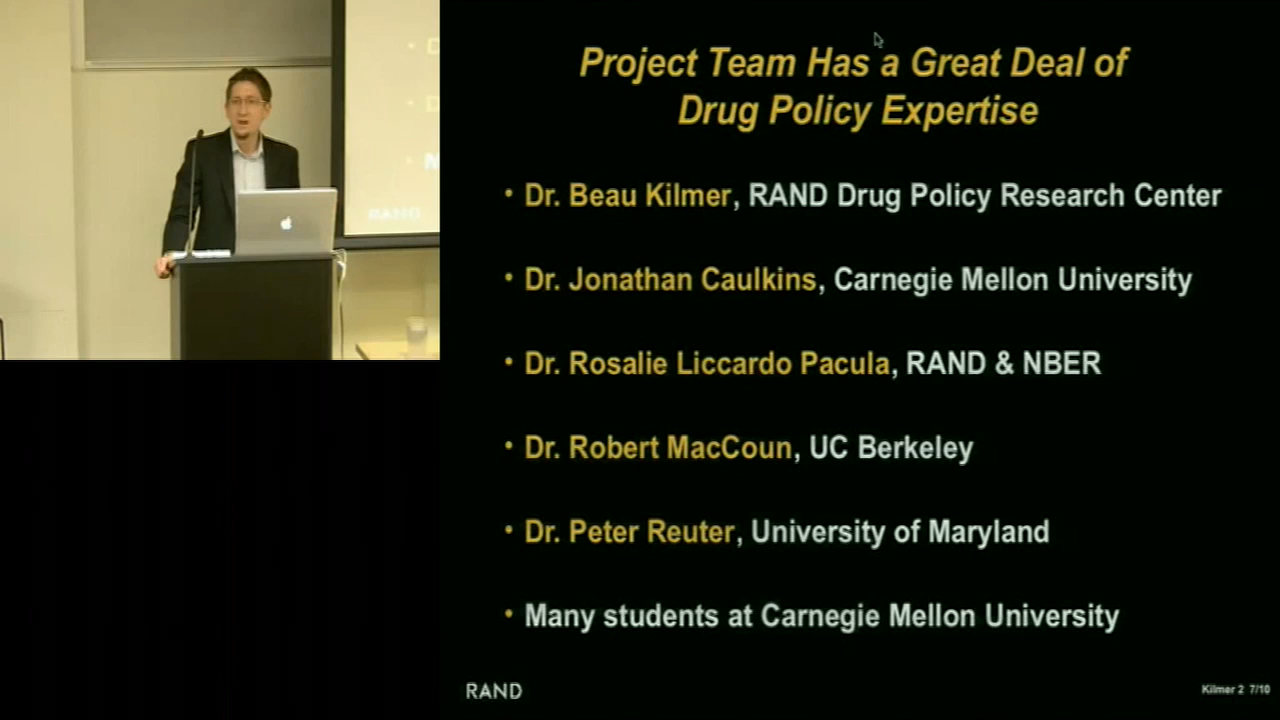 Project Team Has a Great Deal of
Drug Policy Expertise
• Dr. Beau Kilmer, RAND Drug Policy Research Center
• Dr. Jonathan Caulkins, Carnegie Mellon University
• Dr. Rosalie Liccardo Pacula, RAND & NBER
• Dr. Robert MacCoun, UC Berkeley
• Dr. Peter Reuter, University of Maryland
• Many students at Carnegie Mellon University
RAND
Kilmer 2 7/10
RAND